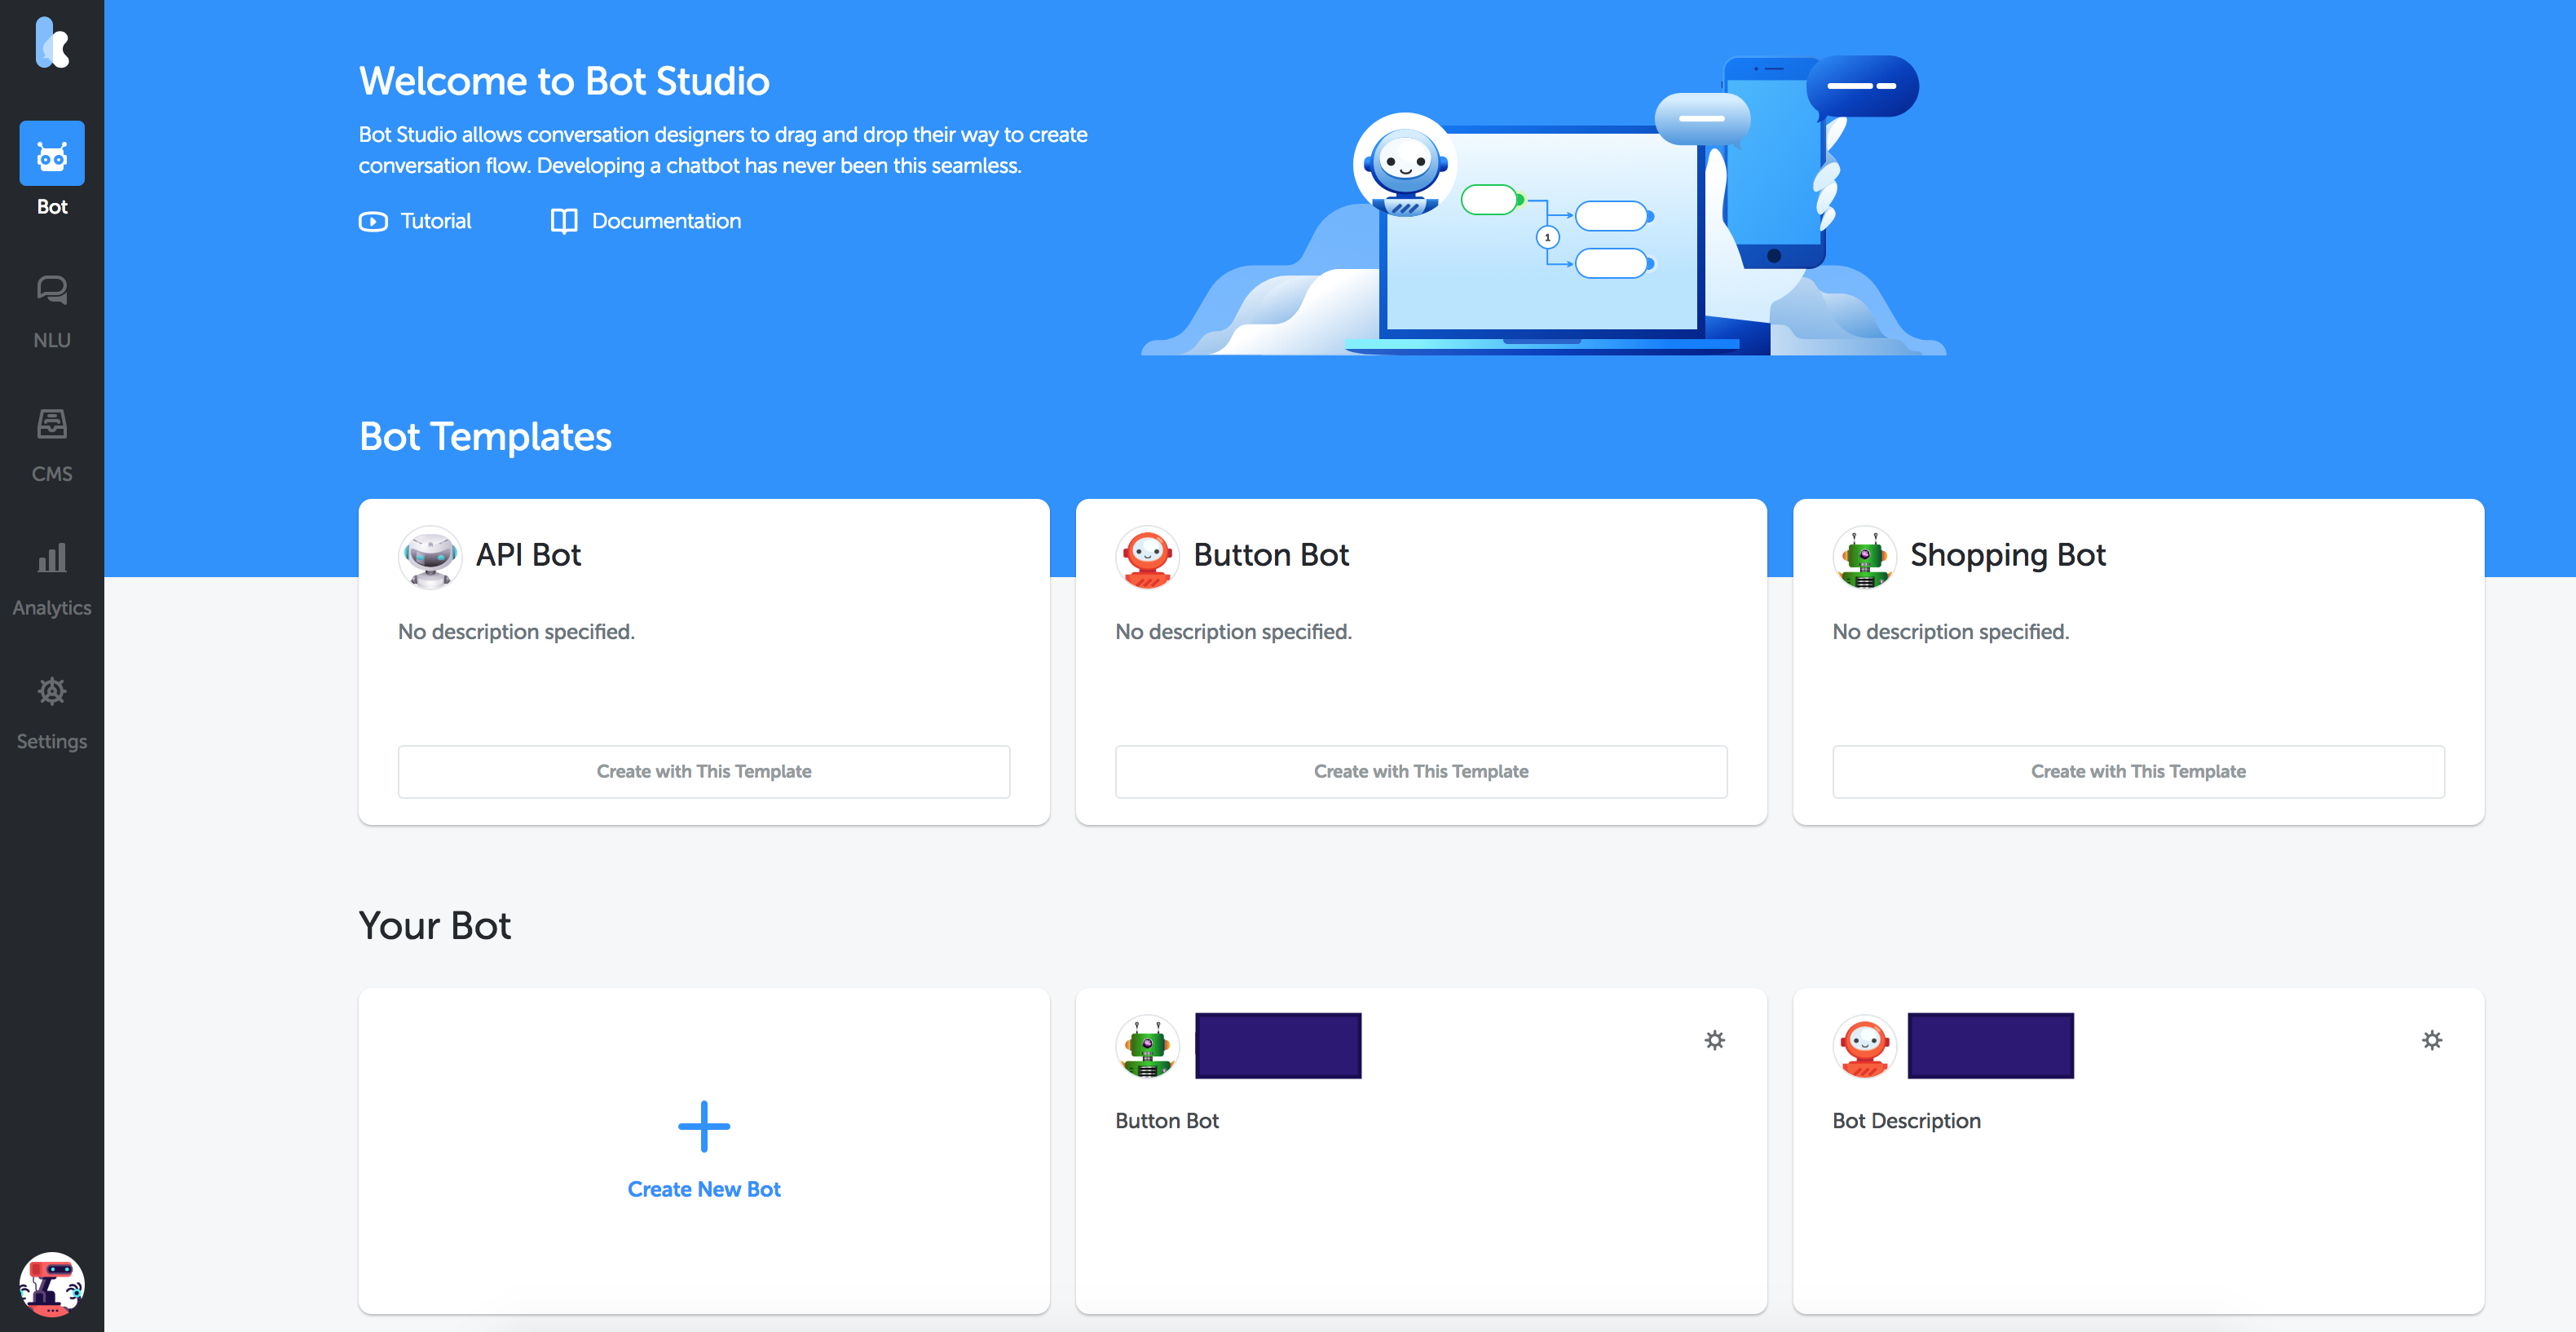 Bot
NLU
CMS
Analytics
Settings
Welcome to Bot Studio
Bot Studio allows conversation designers to drag and drop their way to create
conversation flow. Developing a chatbot has never been this seamless.
Tutorial
Documentation
1
Bot Templates
API Bot
No description specified.
Create with This Template
Button Bot
No description specified.
Create with This Template
Shopping Bot
No description specified.
Create with This Template
Your Bot
Create New Bot
Button Bot
Bot Description